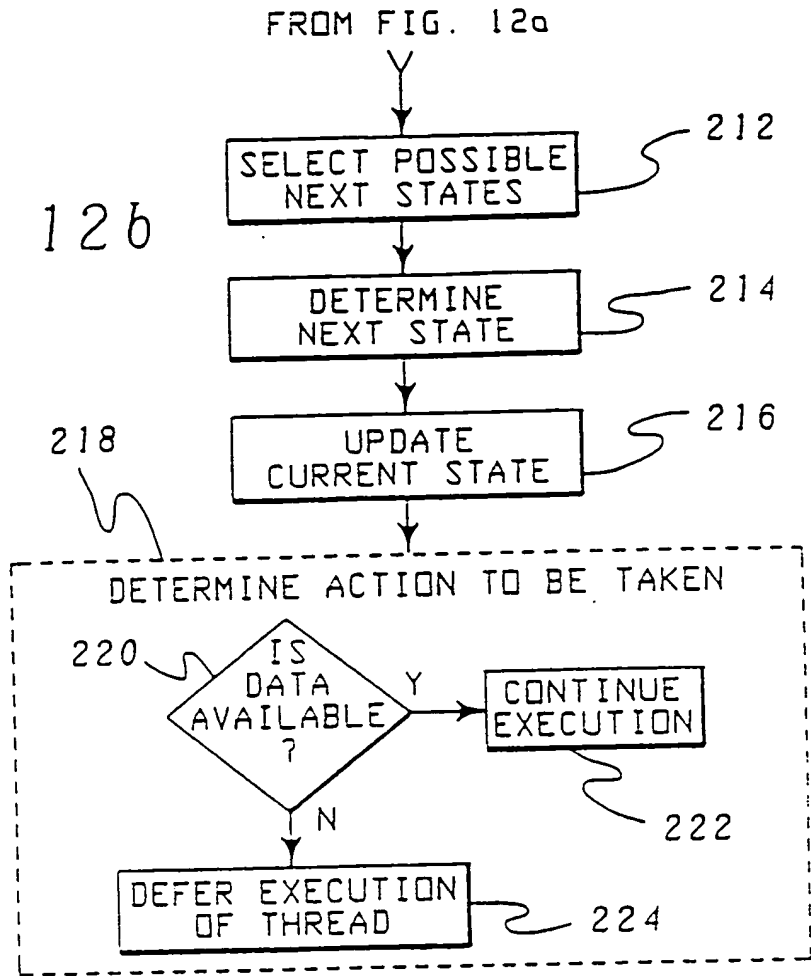 FROM FIG. 12a
212
SELECT POSSIBLE
NEXT STATES
12b
214
DETERMINE
NEXT STATE
216
UPDATE
CURRENT STATE
218
DETERMINE ACTION TO BE TAKEN
220
IS
DATA
AVAILABLE
?
Y
CONTINUE
EXECUTION
N
222
DEFER EXECUTION
OF THREAD
224